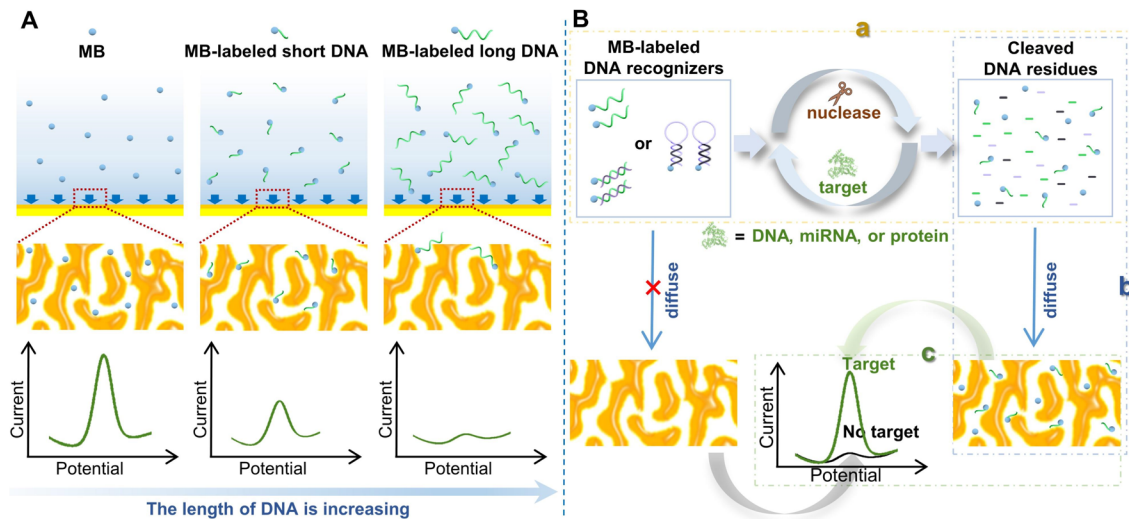 A
MB
MB-labeled short DNA
MB-labeled long DNA
Current
Potential
Current
Potential
Current
Potential
The length of DNA is increasing
B
a
MB-labeled
DNA recognizers
or
nuclease
target
Cleaved
DNA residues
= DNA, miRNA, or protein
diffuse
diffuse
b
c
Target
No target
Current
Potential